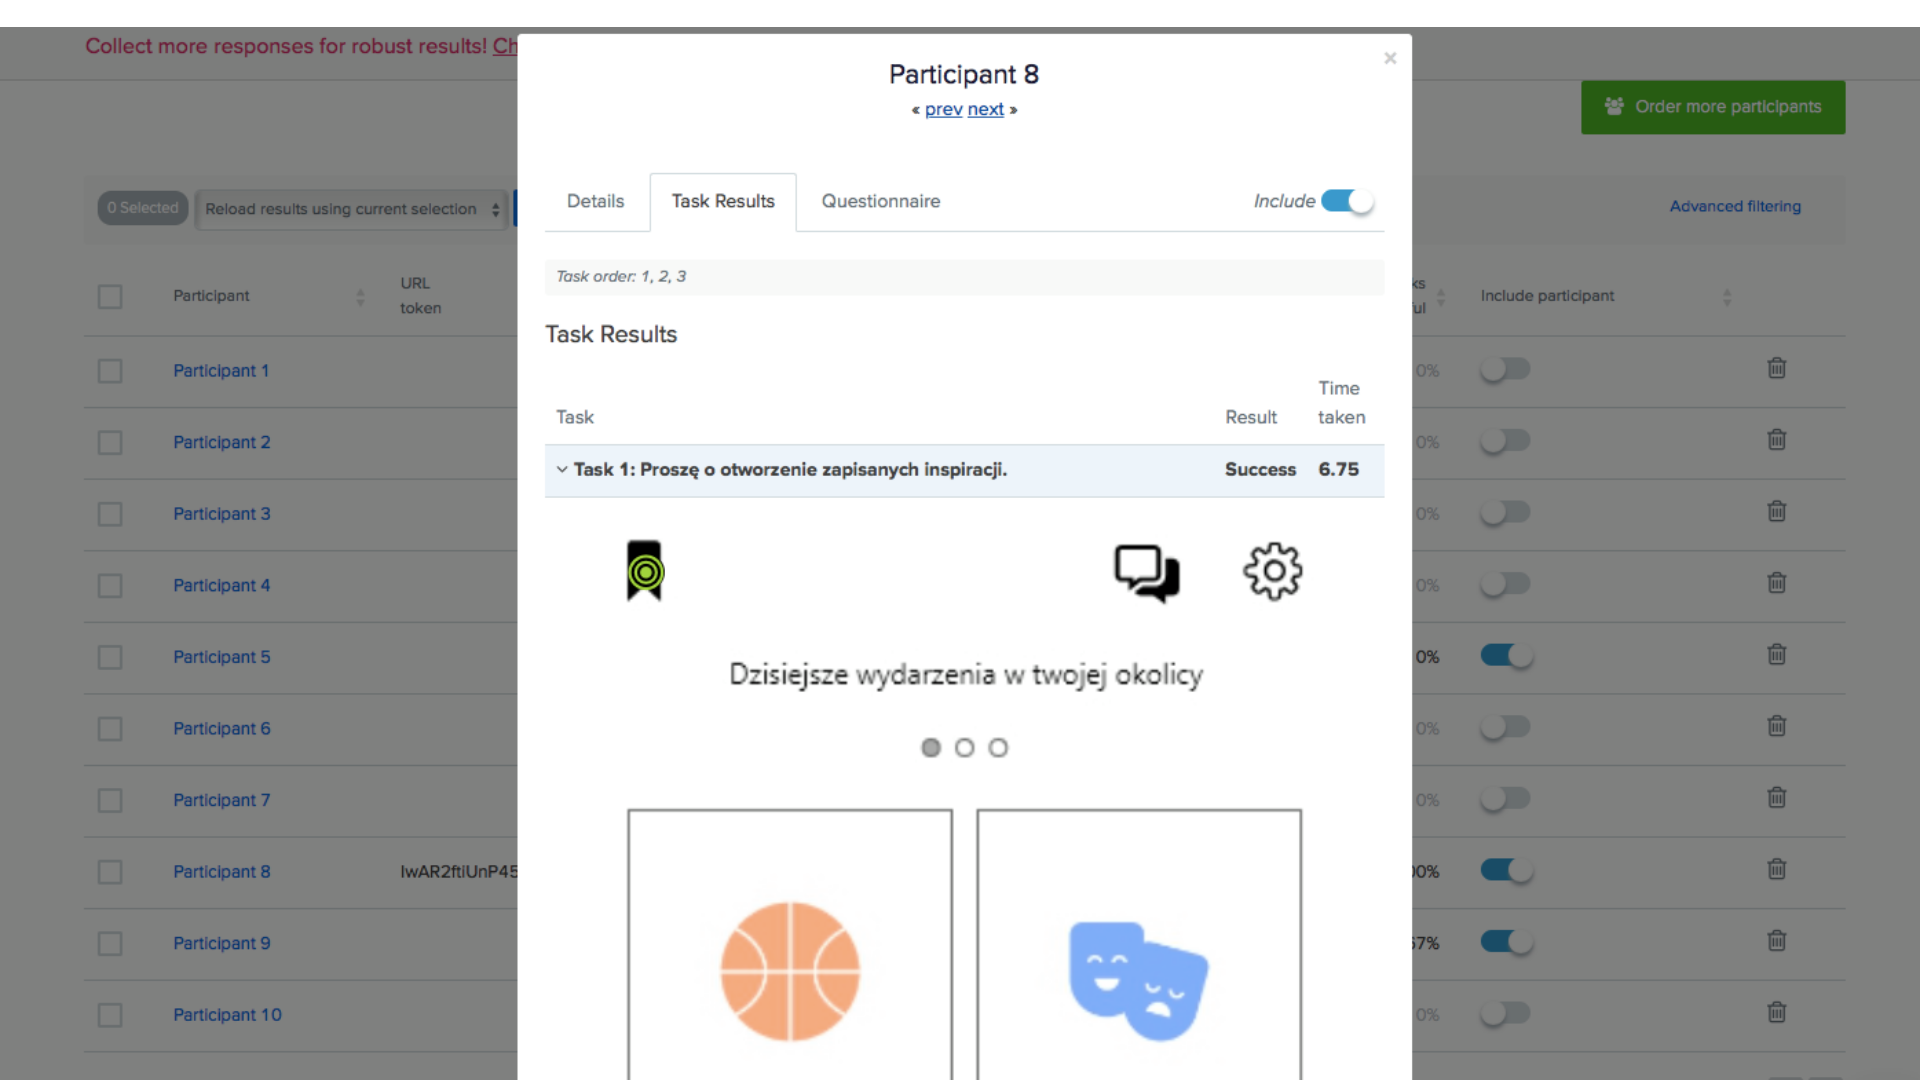 Collect more responses for robust results! Ch
Participant 8
« prev next »
Order more participants
0 Selected
Reload results using current selection
Details
Task Results
Questionnaire
Include
Advanced filtering
Task order: 1, 2, 3
Participant
URL
token
Include participant
Task Results
Task
Result
Time
taken
Task 1: Proszę o otworzenie zapisanych inspiracji.
Success
6.75
Dzisiejsze wydarzenia w twojej okolicy
Participant 1
0%
Participant 2
0%
Participant 3
0%
Participant 4
0%
Participant 5
0%
Participant 6
0%
Participant 7
0%
Participant 8
IwAR2ftiUnP45
00%
Participant 9
67%
Participant 10
0%